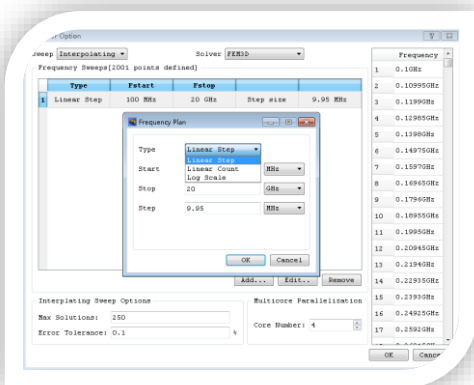 Option
Sweep Interpolating Solver FEM3D
Frequency Sweeps[2001 points defined]
Type Fstart Fstop
1 Linear Step 100 MHz 20 GHz Step size 9.95 MHz
Frequency Plan
Type Linear Step
Linear Step
Linear Count
Log Scale
Start MHz
Stop 20 GHz
Step 9.95 MHz
OK Cancel
Add... Edit.. Remove
Interplating Sweep Options
Max Solutions: 250
Error Tolerance: 0.1 %
Multicore Parallelization
Core Number: 4
Frequency
1 0.1GHz
2 0.10995GHz
3 0.1199GHz
4 0.12985GHz
5 0.1398GHz
6 0.14975GHz
7 0.1597GHz
8 0.16965GHz
9 0.1796GHz
10 0.18955GHz
11 0.1995GHz
12 0.20945GHz
13 0.2194GHz
14 0.22935GHz
15 0.2393GHz
16 0.24925GHz
17 0.2592GHz
OK